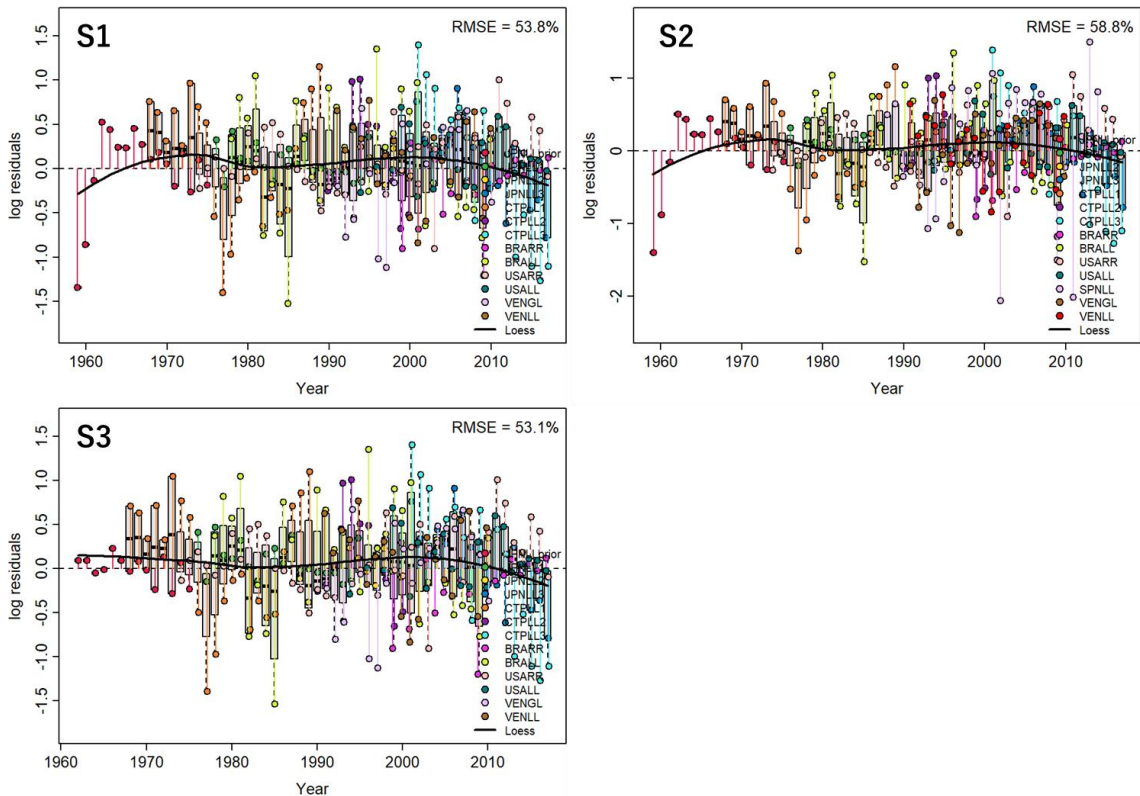 S1
RMSE = 53.8%
log residuals
1.5
1.0
0.5
0.0
-0.5
-1.0
-1.5
prior
CTPLL2
CTPLL3
BRARR
BRALL
USARR
USALL
VENGL
VENLL
Loess
1960 1970 1980 1990 2000 2010
Year
S2
RMSE = 58.8%
log residuals
1
0
-1
-2
prior
CTPLL2
CTPLL3
BRARR
BRALL
USARR
USALL
SPNLL
VENGL
VENLL
Loess
1960 1970 1980 1990 2000 2010
Year
S3
RMSE = 53.1%
log residuals
1.5
1.0
0.5
0.0
-0.5
-1.0
-1.5
prior
CTPLL1
CTPLL2
CTPLL3
BRARR
BRALL
USARR
USALL
VENGL
VENLL
Loess
1960 1970 1980 1990 2000 2010
Year